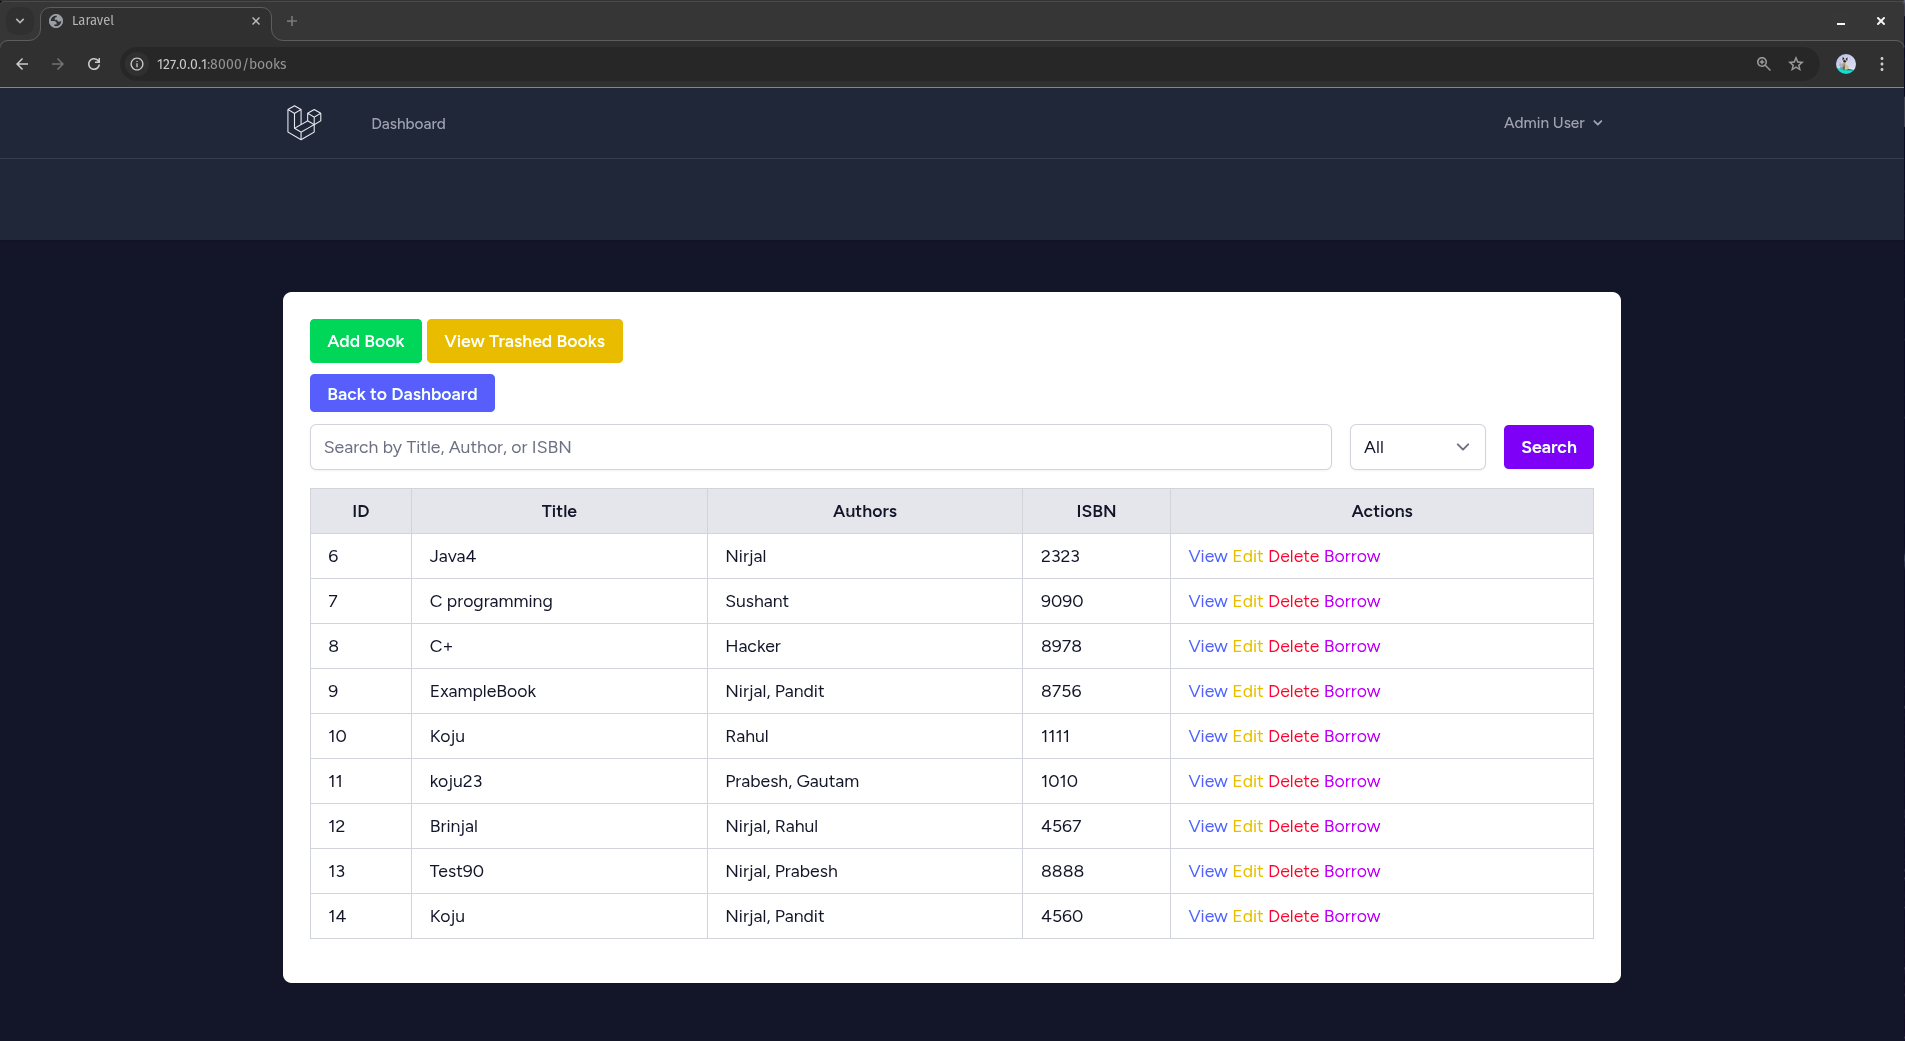 Laravel
127.0.0.1:8000/books
Dashboard
Admin User
Add Book View Trashed Books
Back to Dashboard
Search by Title, Author, or ISBN All Search
ID Title Authors ISBN Actions
6 Java4 Nirjal 2323 View Edit Delete Borrow
7 C programming Sushant 9090 View Edit Delete Borrow
8 C+ Hacker 8978 View Edit Delete Borrow
9 ExampleBook Nirjal, Pandit 8756 View Edit Delete Borrow
10 Koju Rahul 1111 View Edit Delete Borrow
11 koju23 Prabesh, Gautam 1010 View Edit Delete Borrow
12 Brinjal Nirjal, Rahul 4567 View Edit Delete Borrow
13 Test90 Nirjal, Prabesh 8888 View Edit Delete Borrow
14 Koju Nirjal, Pandit 4560 View Edit Delete Borrow